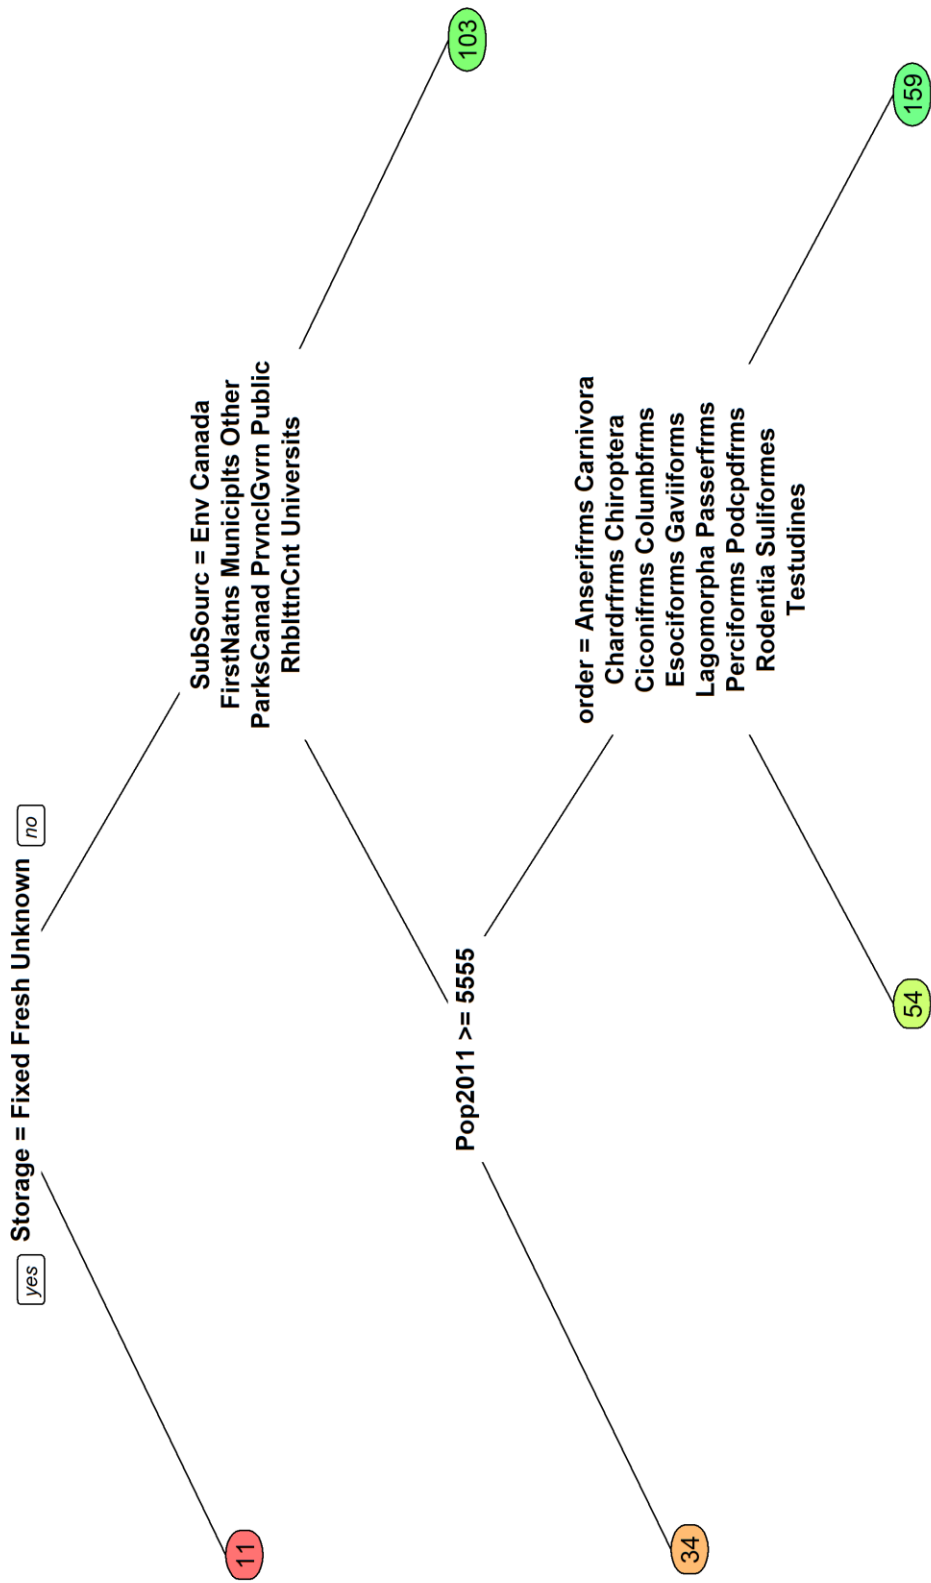 yes Storage = Fixed Fresh Unknown no
11
SubSourc = Env Canada
FirstNatns Municiplts Other
ParksCanad PrvnclGvrn Public
RhblttnCnt Universits
Pop2011 >= 5555
103
34
order = Anserifrms Carnivora
Chardrfrms Chiroptera
Ciconifrms Columbfrms
Esociforms Gaviiforms
Lagomorpha Passerfrms
Perciforms Podcpdfrms
Rodentia Suliformes
Testudines
54
159